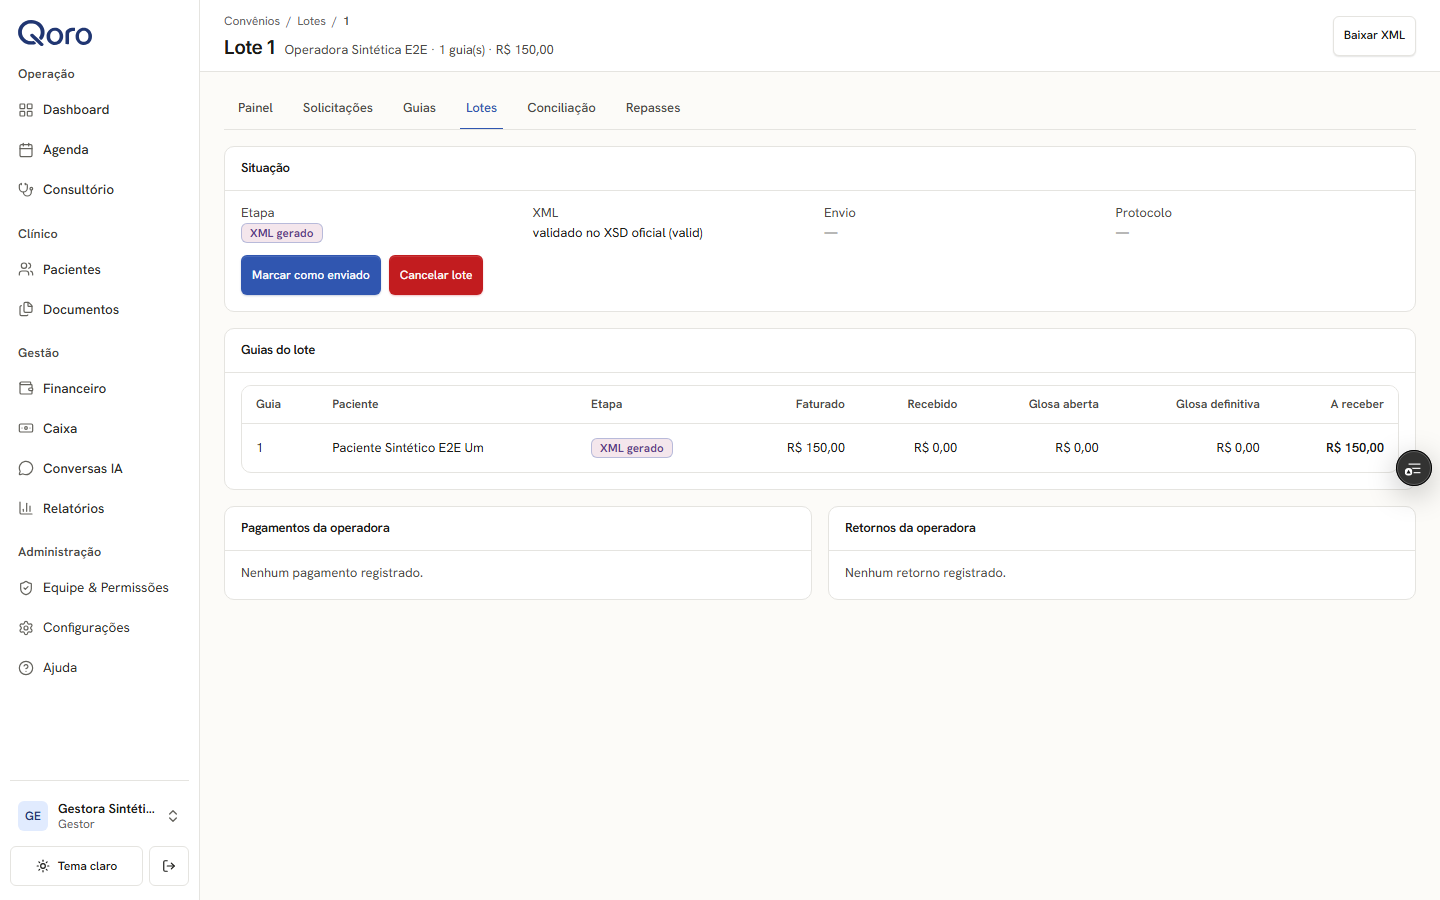 Qoro
Operação
Dashboard
Agenda
Consultório
Clínico
Pacientes
Documentos
Gestão
Financeiro
Caixa
Conversas IA
Relatórios
Administração
Equipe & Permissões
Configurações
Ajuda
GE
Gestora Sintéti...
Gestor
Tema claro
Convênios / Lotes / 1
Lote 1 Operadora Sintética E2E · 1 guia(s) · R$ 150,00
Baixar XML
Painel Solicitações Guias Lotes Conciliação Repasses
Situação
Etapa XML Envio Protocolo
XML gerado validado no XSD oficial (valid) — —
Marcar como enviado Cancelar lote
Guias do lote
Guia Paciente Etapa Faturado Recebido Glosa aberta Glosa definitiva A receber
1 Paciente Sintético E2E Um XML gerado R$ 150,00 R$ 0,00 R$ 0,00 R$ 0,00 R$ 150,00
Pagamentos da operadora
Nenhum pagamento registrado.
Retornos da operadora
Nenhum retorno registrado.